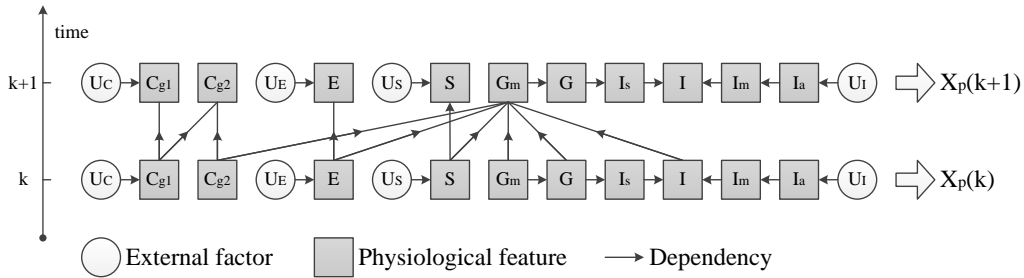 time
k+1 UC Cg1 Cg2 UE E US S Gm G Is I Im Ia UI Xp(k+1)
k UC Cg1 Cg2 UE E US S Gm G Is I Im Ia UI Xp(k)
External factor Physiological feature Dependency